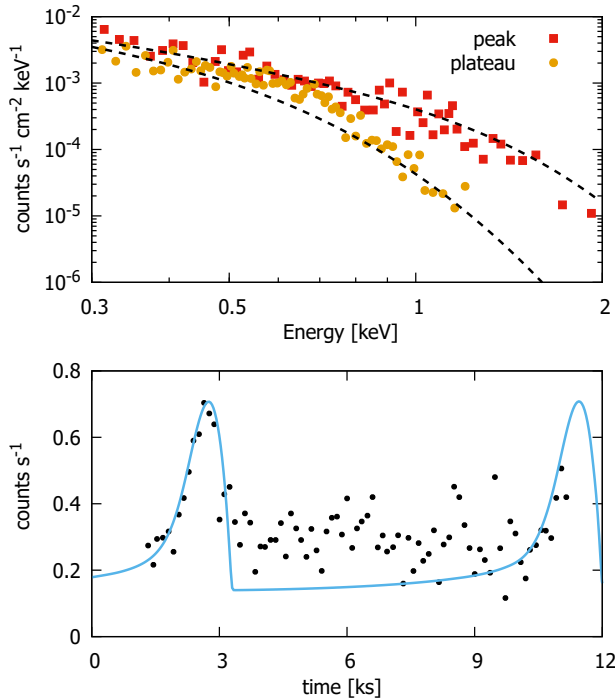 counts s⁻¹ cm⁻² keV⁻¹
10⁻²
10⁻³
10⁻⁴
10⁻⁵
10⁻⁶
peak
plateau
0.3 0.5 1 2
Energy [keV]
counts s⁻¹
0.8
0.6
0.4
0.2
0
0 3 6 9 12
time [ks]